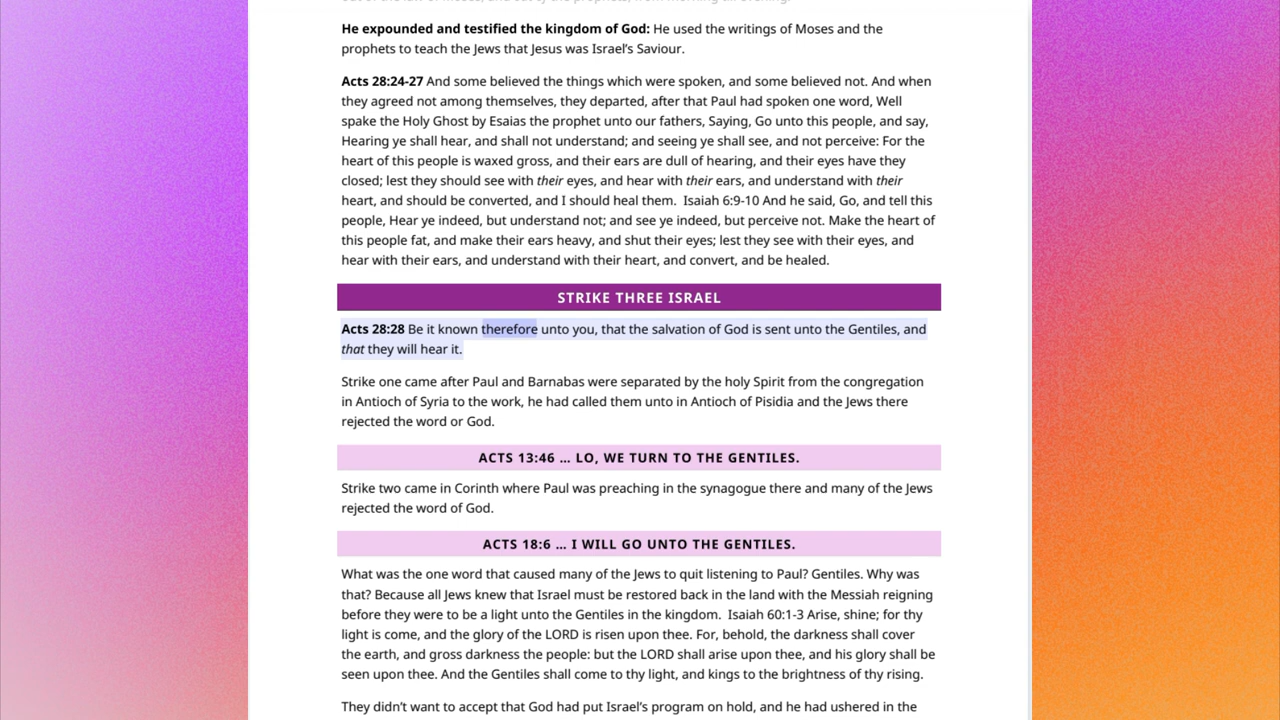 out of the law of Moses, and out of the prophets, from morning till evening.
He expounded and testified the kingdom of God: He used the writings of Moses and the
prophets to teach the Jews that Jesus was Israel’s Saviour.
Acts 28:24-27 And some believed the things which were spoken, and some believed not. And when
they agreed not among themselves, they departed, after that Paul had spoken one word, Well
spake the Holy Ghost by Esaias the prophet unto our fathers, Saying, Go unto this people, and say,
Hearing ye shall hear, and shall not understand; and seeing ye shall see, and not perceive: For the
heart of this people is waxed gross, and their ears are dull of hearing, and their eyes have they
closed; lest they should see with their eyes, and hear with their ears, and understand with their
heart, and should be converted, and I should heal them.  Isaiah 6:9-10 And he said, Go, and tell this
people, Hear ye indeed, but understand not; and see ye indeed, but perceive not. Make the heart of
this people fat, and make their ears heavy, and shut their eyes; lest they see with their eyes, and
hear with their ears, and understand with their heart, and convert, and be healed.
STRIKE THREE ISRAEL
Acts 28:28 Be it known therefore unto you, that the salvation of God is sent unto the Gentiles, and
that they will hear it.
Strike one came after Paul and Barnabas were separated by the holy Spirit from the congregation
in Antioch of Syria to the work, he had called them unto in Antioch of Pisidia and the Jews there
rejected the word or God.
ACTS 13:46 … LO, WE TURN TO THE GENTILES.
Strike two came in Corinth where Paul was preaching in the synagogue there and many of the Jews
rejected the word of God.
ACTS 18:6 … I WILL GO UNTO THE GENTILES.
What was the one word that caused many of the Jews to quit listening to Paul? Gentiles. Why was
that? Because all Jews knew that Israel must be restored back in the land with the Messiah reigning
before they were to be a light unto the Gentiles in the kingdom.  Isaiah 60:1-3 Arise, shine; for thy
light is come, and the glory of the LORD is risen upon thee. For, behold, the darkness shall cover
the earth, and gross darkness the people: but the LORD shall arise upon thee, and his glory shall be
seen upon thee. And the Gentiles shall come to thy light, and kings to the brightness of thy rising.
They didn’t want to accept that God had put Israel’s program on hold, and he had ushered in the